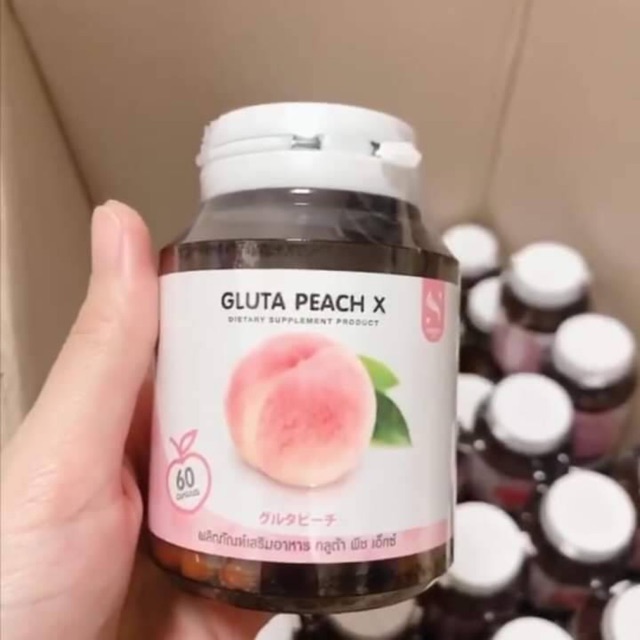 GLUTA PEACH X
DIETARY SUPPLEMENT PRODUCT
S
60
グルタピーチ
ผลิตภัณฑ์เสริมอาหาร กลูต้า พีช เอ็กซ์